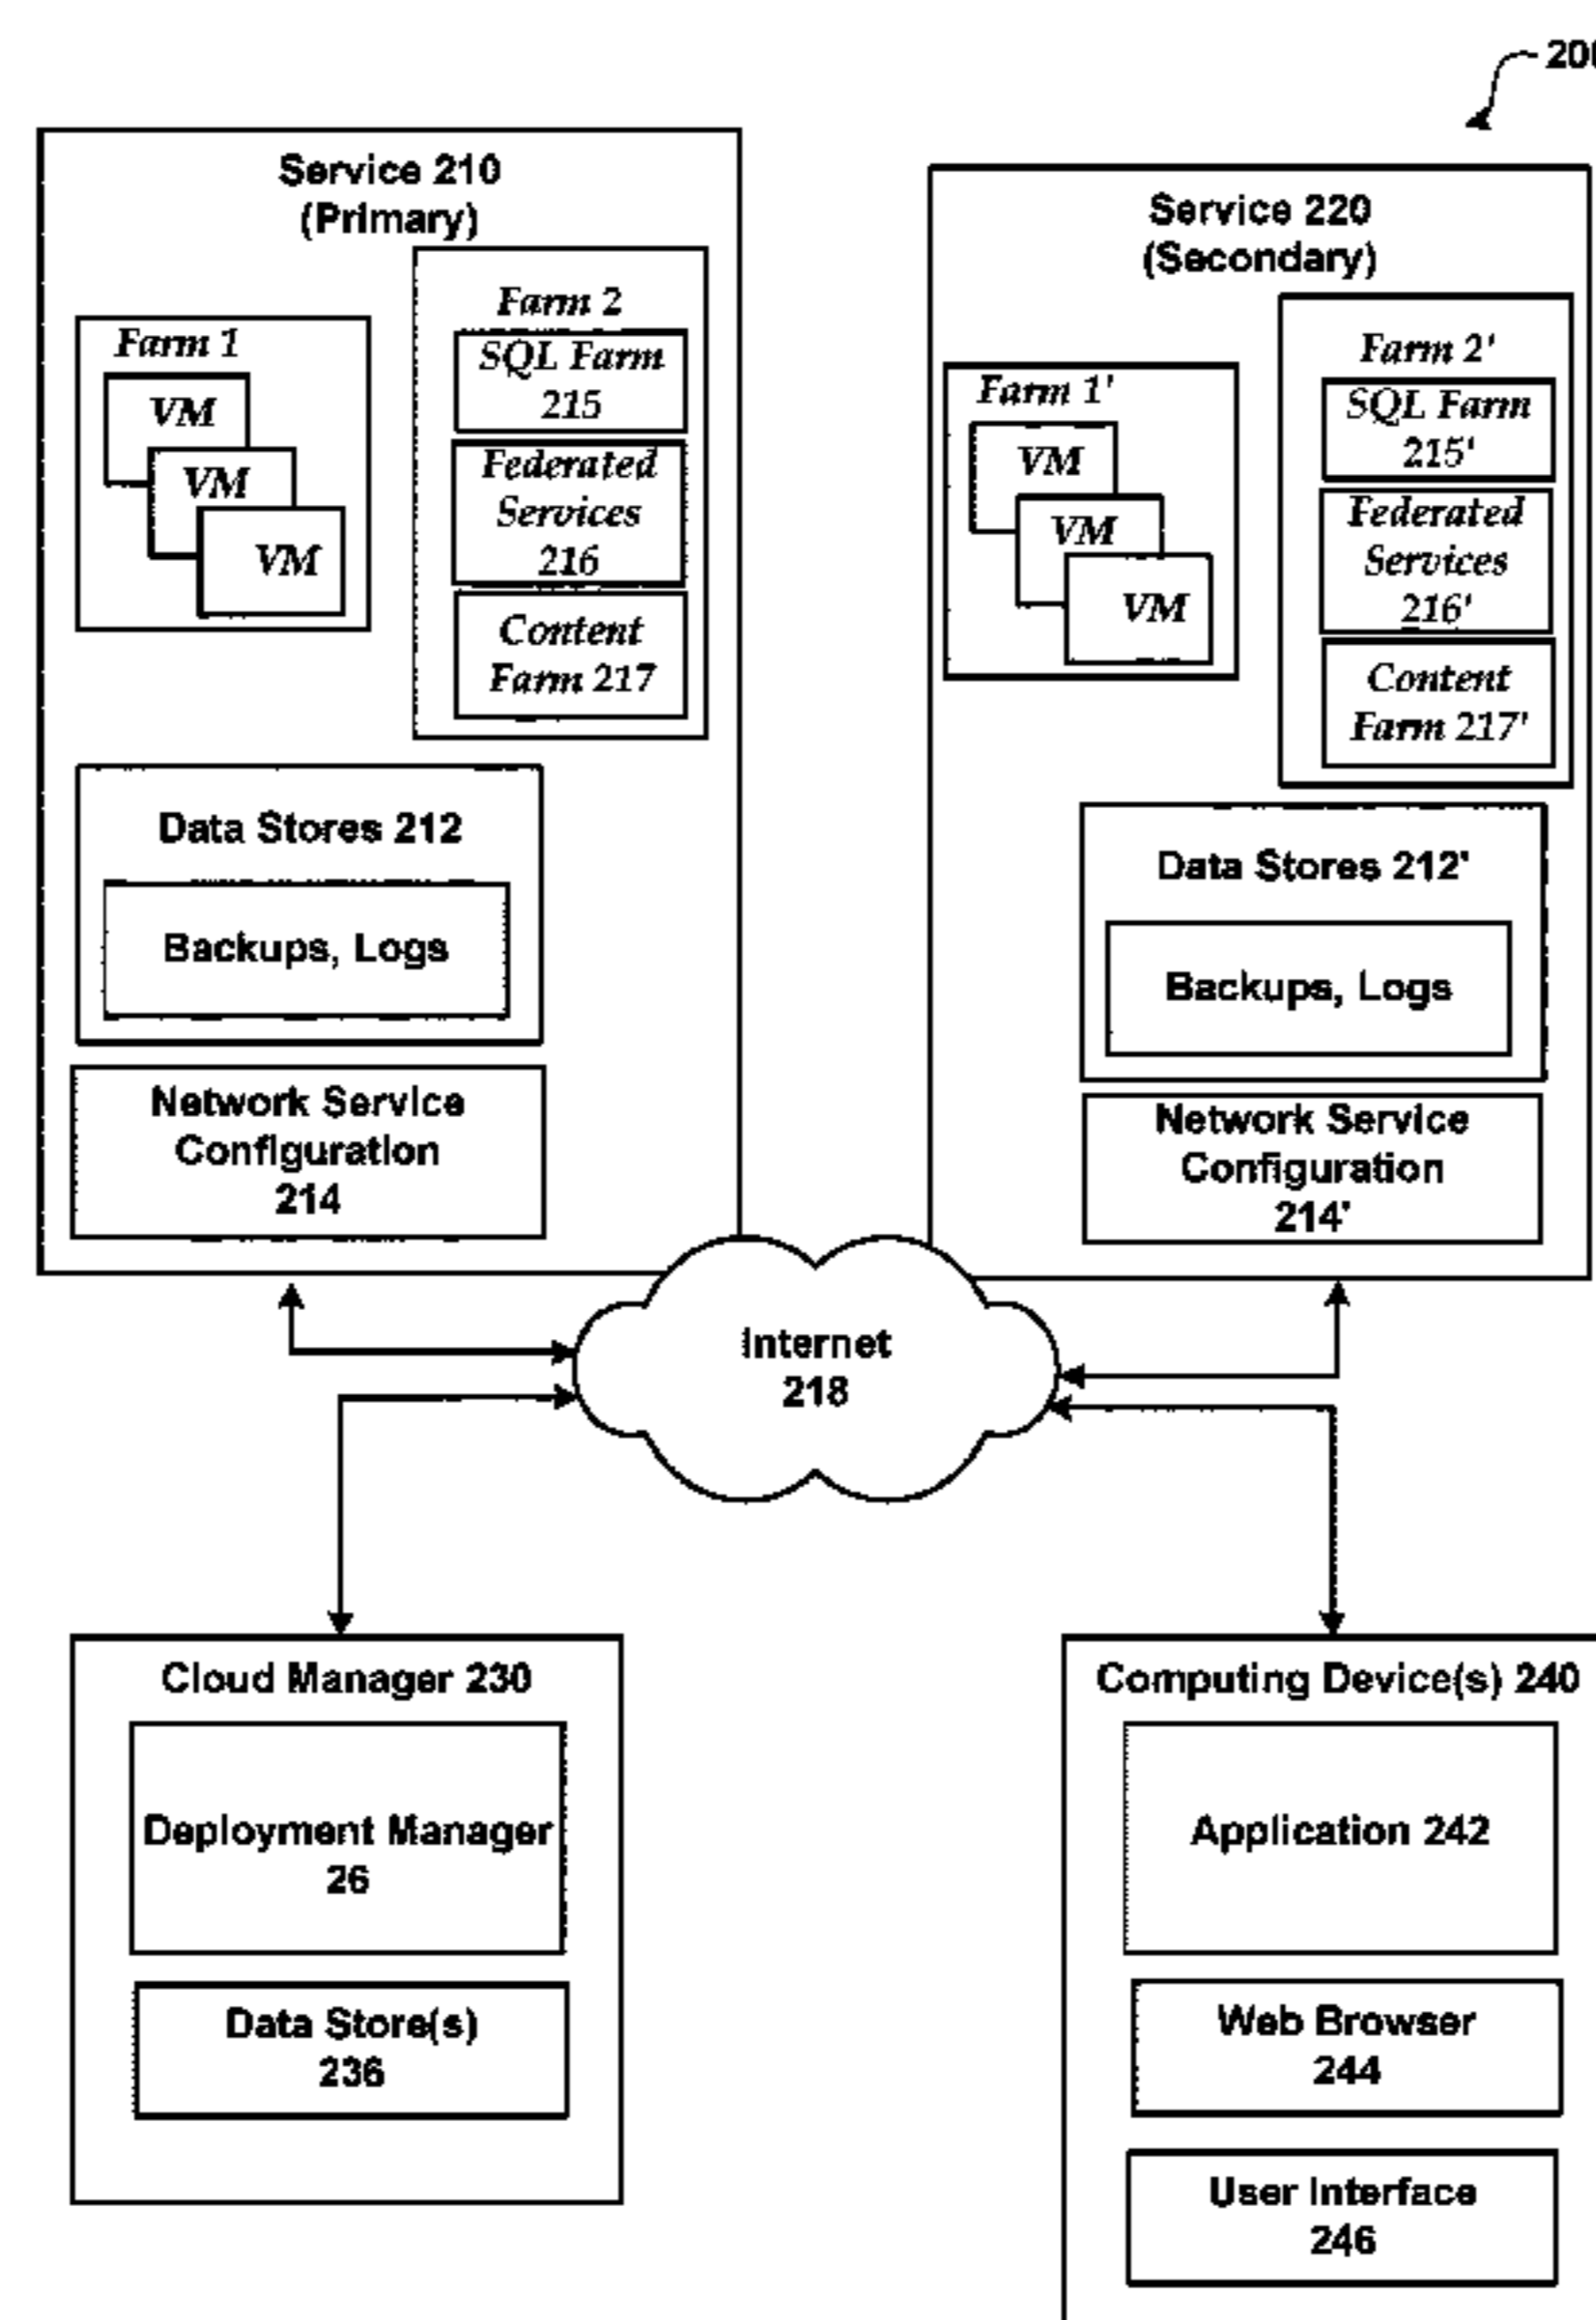 200
Service 210
(Primary)
Farm 1
VM
VM
VM
Farm 2
SQL Farm
215
Federated
Services
216
Content
Farm 217
Data Stores 212
Backups, Logs
Network Service
Configuration
214
Service 220
(Secondary)
Farm 1'
VM
VM
VM
Farm 2'
SQL Farm
215'
Federated
Services
216'
Content
Farm 217'
Data Stores 212'
Backups, Logs
Network Service
Configuration
214'
Internet
218
Cloud Manager 230
Deployment Manager
26
Data Store(s)
236
Computing Device(s) 240
Application 242
Web Browser
244
User Interface
246